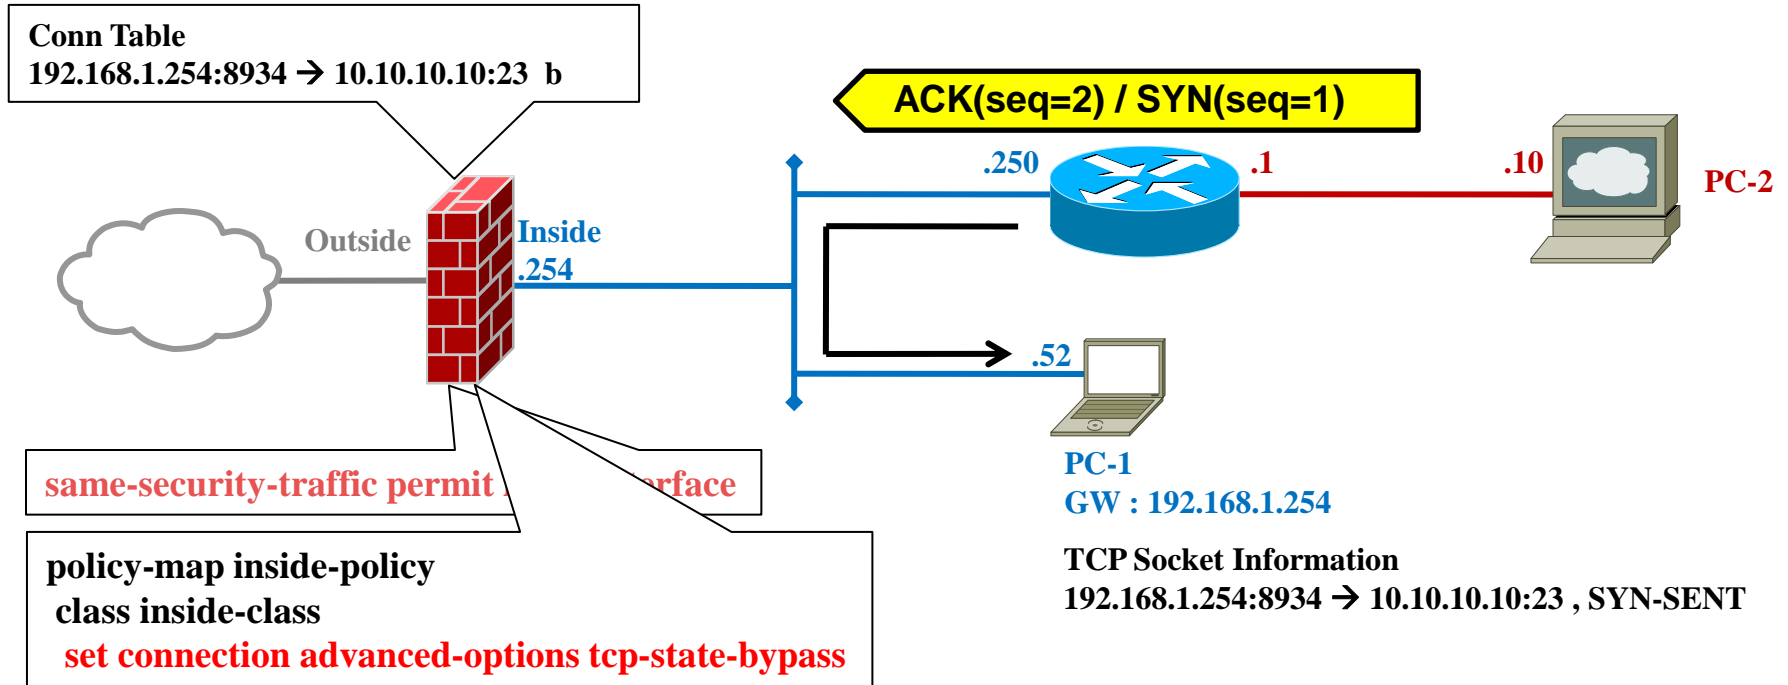 Conn Table
192.168.1.254:8934 → 10.10.10.10:23 b
ACK(seq=2) / SYN(seq=1)
.250
.1
.10
PC-2
Outside
Inside
.254
.52
same-security-traffic permit erface
PC-1
GW : 192.168.1.254
TCP Socket Information
192.168.1.254:8934 → 10.10.10.10:23 , SYN-SENT
policy-map inside-policy
class inside-class
set connection advanced-options tcp-state-bypass